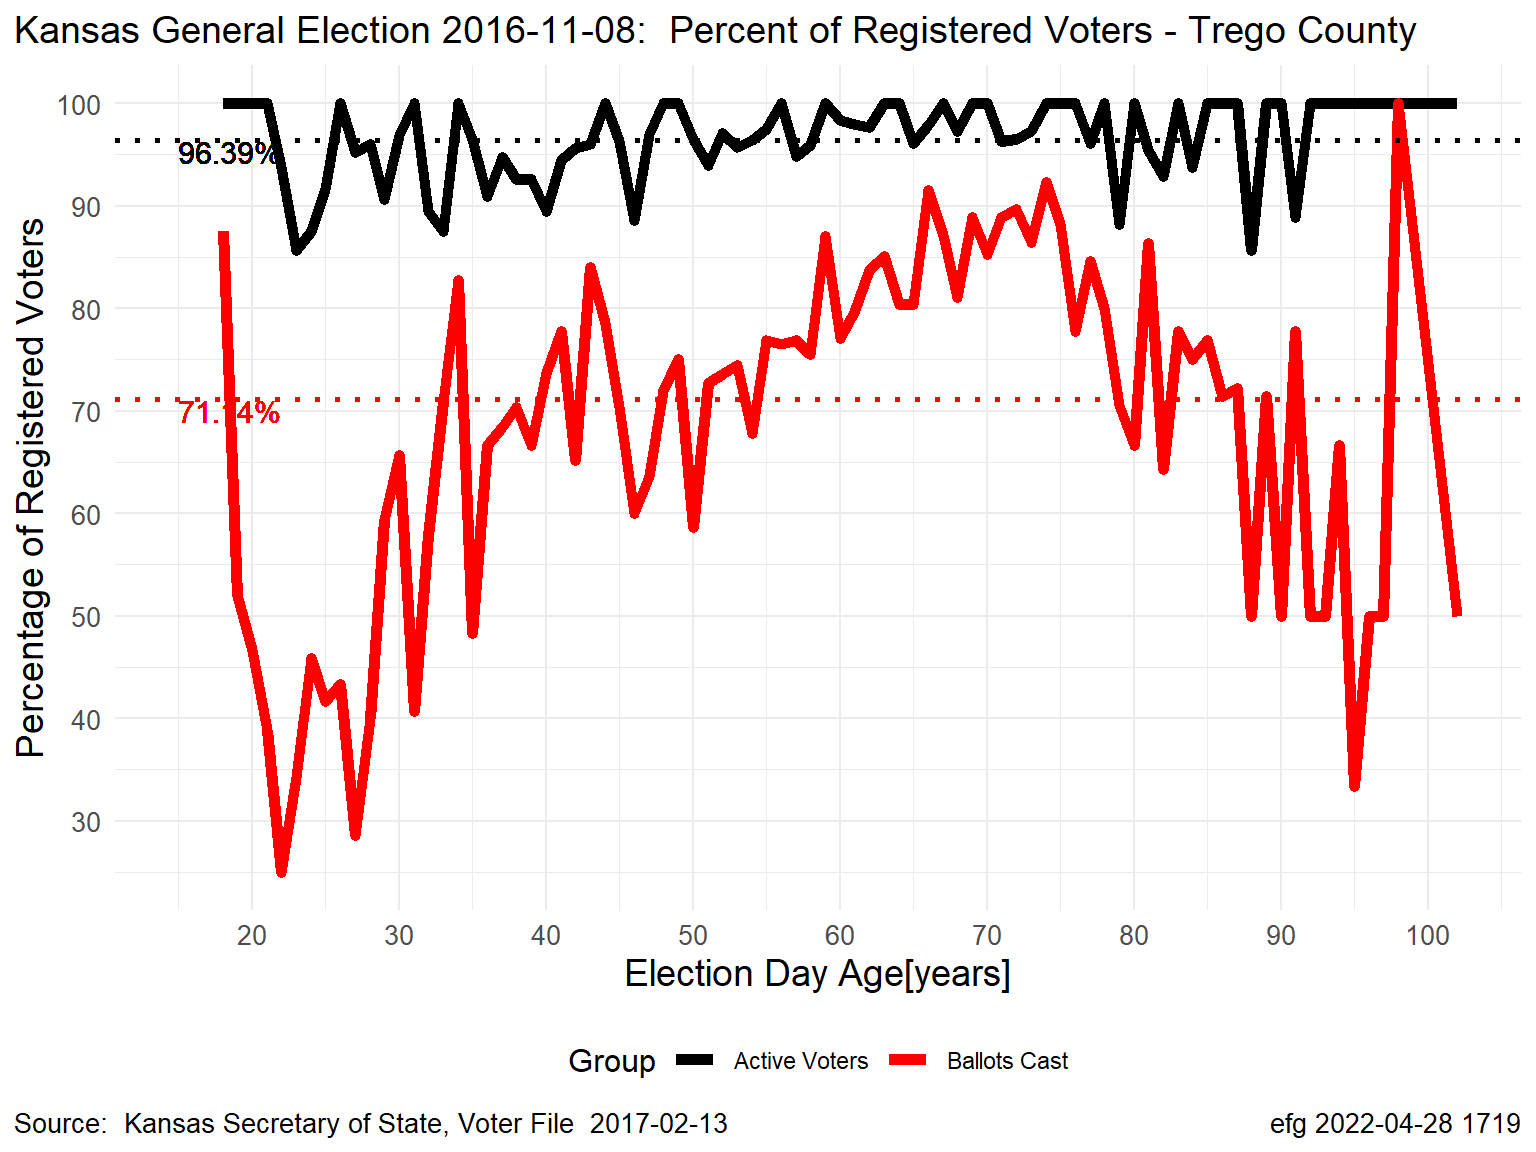 Kansas General Election 2016-11-08:  Percent of Registered Voters - Trego County
Percentage of Registered Voters
100
90
80
70
60
50
40
30
96.39%
71.14%
20 30 40 50 60 70 80 90 100
Election Day Age[years]
Group Active Voters Ballots Cast
Source:  Kansas Secretary of State, Voter File  2017-02-13
efg 2022-04-28 1719